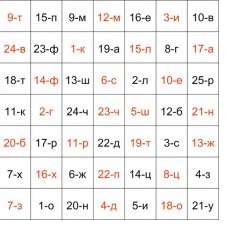 9-т 15-п 9-м 12-м 16-е 3-и 10-в
24-в 23-ф 1-к 19-а 15-л 8-г 17-а
18-т 14-ф 13-ш 6-с 2-л 10-е 25-р
11-к 2-г 24-ч 23-ч 5-ш 12-б 21-н
20-б 17-р 11-р 22-д 19-т 3-с 13-ж
7-х 16-х 6-ж 22-п 14-ц 8-ц 4-з
7-з 1-о 20-н 4-д 5-и 18-о 21-у